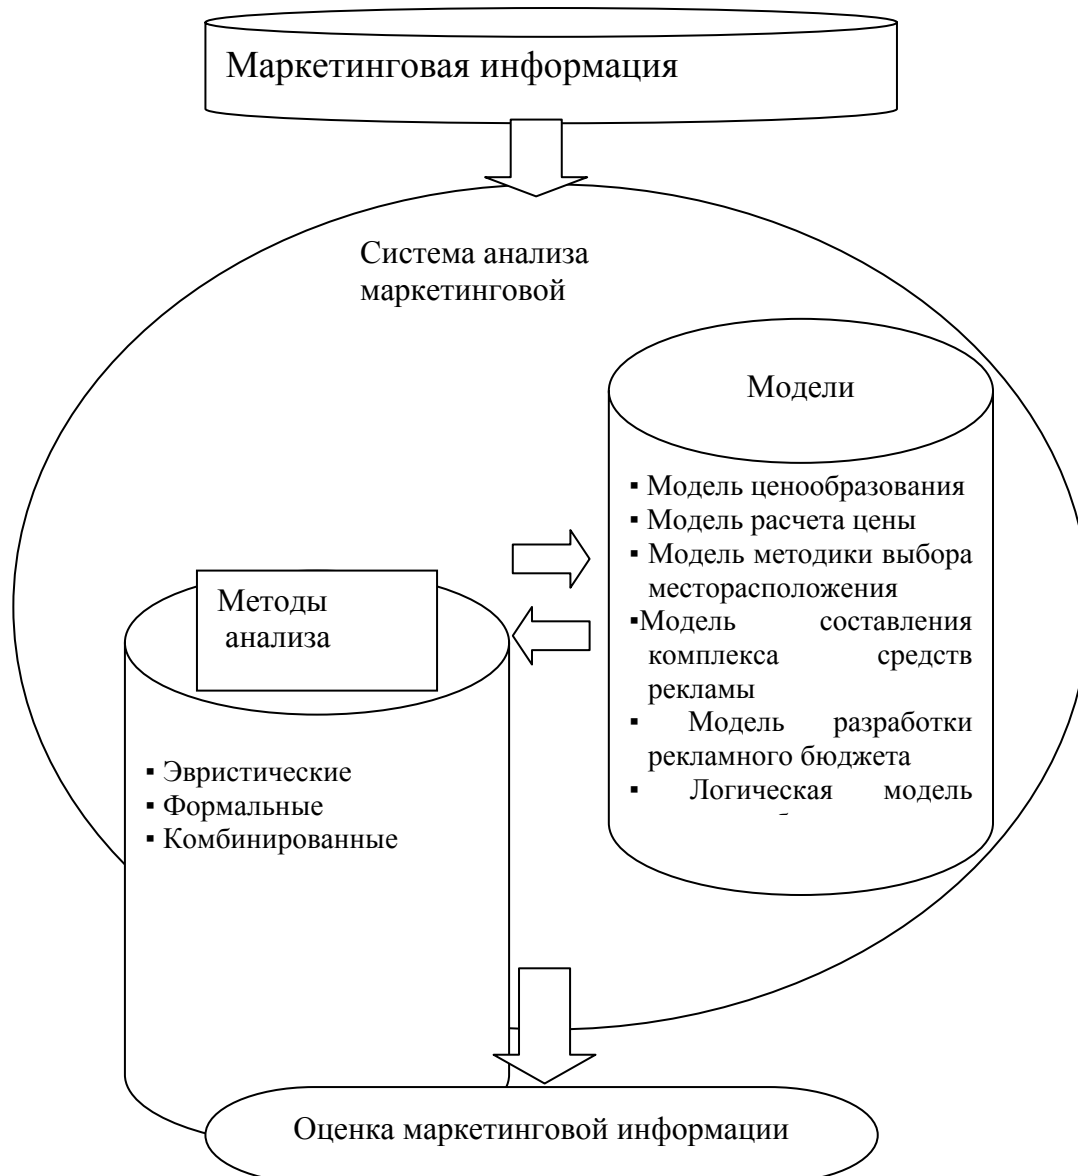 Маркетинговая информация
Система анализа
маркетинговой
Модели
▪ Модель ценообразования
▪ Модель расчета цены
▪ Модель методики выбора
месторасположения
▪Модель составления
комплекса средств
рекламы
▪ Модель разработки
рекламного бюджета
▪ Логическая модель
Методы
анализа
▪ Эвристические
▪ Формальные
▪ Комбинированные
Оценка маркетинговой информации